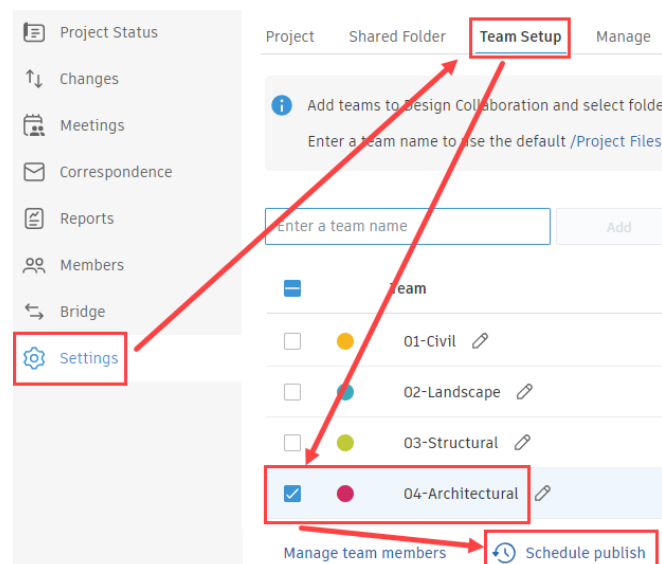 Project Status
Changes
Meetings
Correspondence
Reports
Members
Bridge
Settings
Project Shared Folder Team Setup Manage
Add teams to Design Collaboration and select folde
Enter a team name to use the default /Project Files
Enter a team name Add
Team
01-Civil
02-Landscape
03-Structural
04-Architectural
Manage team members Schedule publish